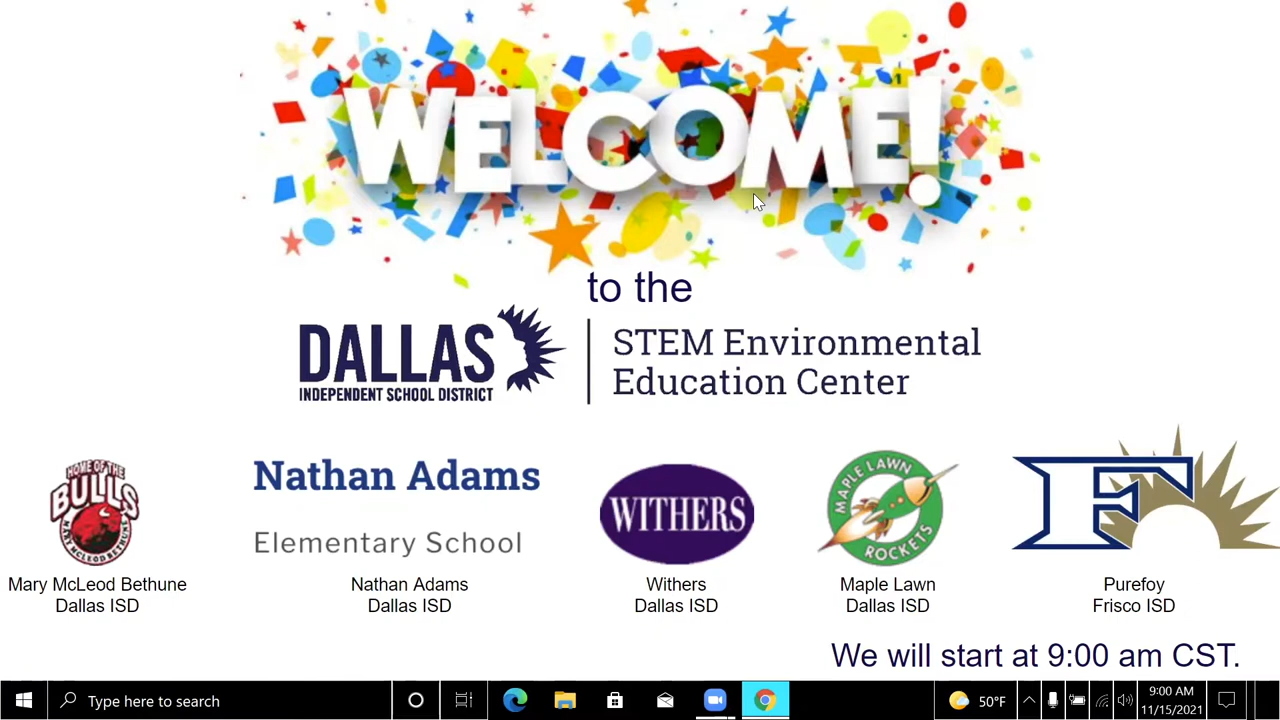 WELCOME!
to the
DALLAS
INDEPENDENT SCHOOL DISTRICT
STEM Environmental
Education Center
HOME OF THE
BULLS
MARY MCLEOD BETHUNE
Mary McLeod Bethune
Dallas ISD
Nathan Adams
Elementary School
Nathan Adams
Dallas ISD
WITHERS
Withers
Dallas ISD
MAPLE LAWN
ROCKETS
Maple Lawn
Dallas ISD
F
Purefoy
Frisco ISD
We will start at 9:00 am CST.
Type here to search
50°F
9:00 AM
11/15/2021